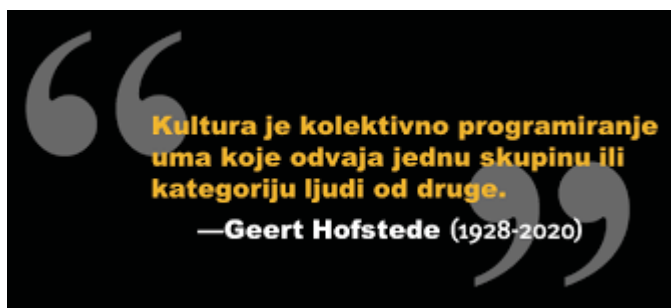 Kultura je kolektivno programiranje
uma koje odvaja jednu skupinu ili
kategoriju ljudi od druge.
—Geert Hofstede (1928-2020)